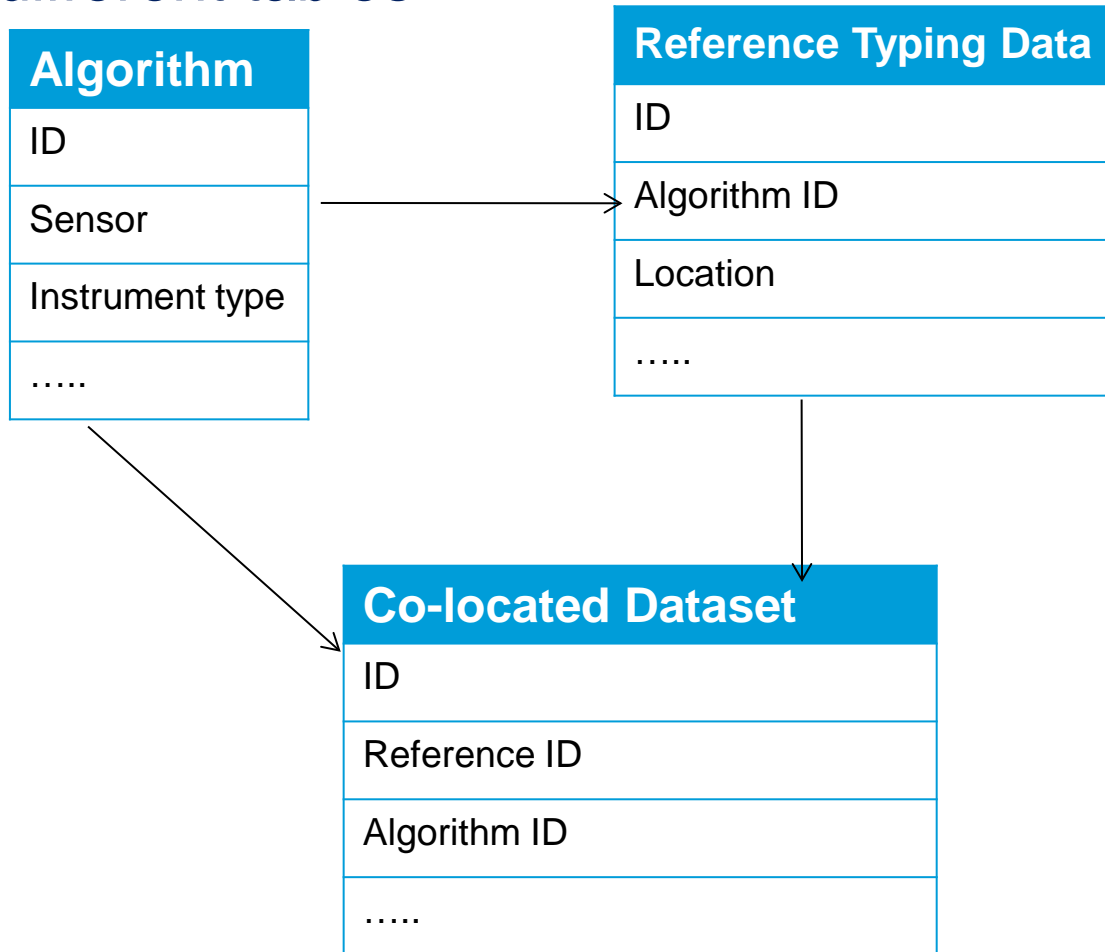 Algorithm
ID
Sensor
Instrument type
…..
Reference Typing Data
ID
Algorithm ID
Location
…..
Co-located Dataset
ID
Reference ID
Algorithm ID
…..